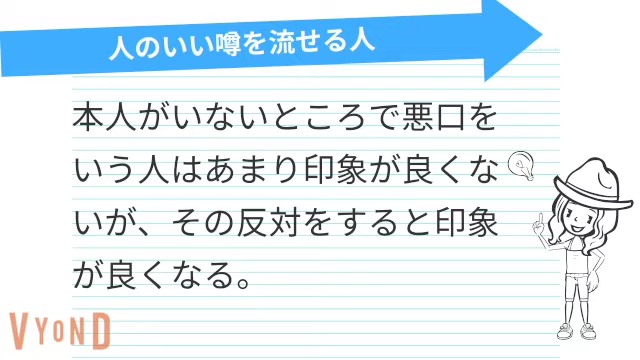 人のいい噂を流せる人
本人がいないところで悪口を
いう人はあまり印象が良くな
いが、その反対をすると印象
が良くなる。
VYOND